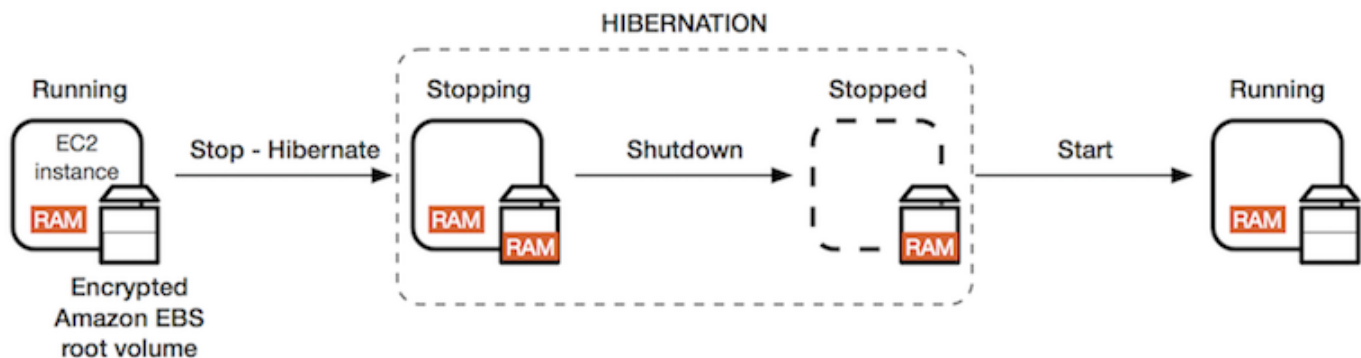 HIBERNATION
Running
Stopping
Stopped
Running
EC2
instance
Stop - Hibernate
Shutdown
Start
RAM
RAM
RAM
RAM
RAM
Encrypted
Amazon EBS
root volume